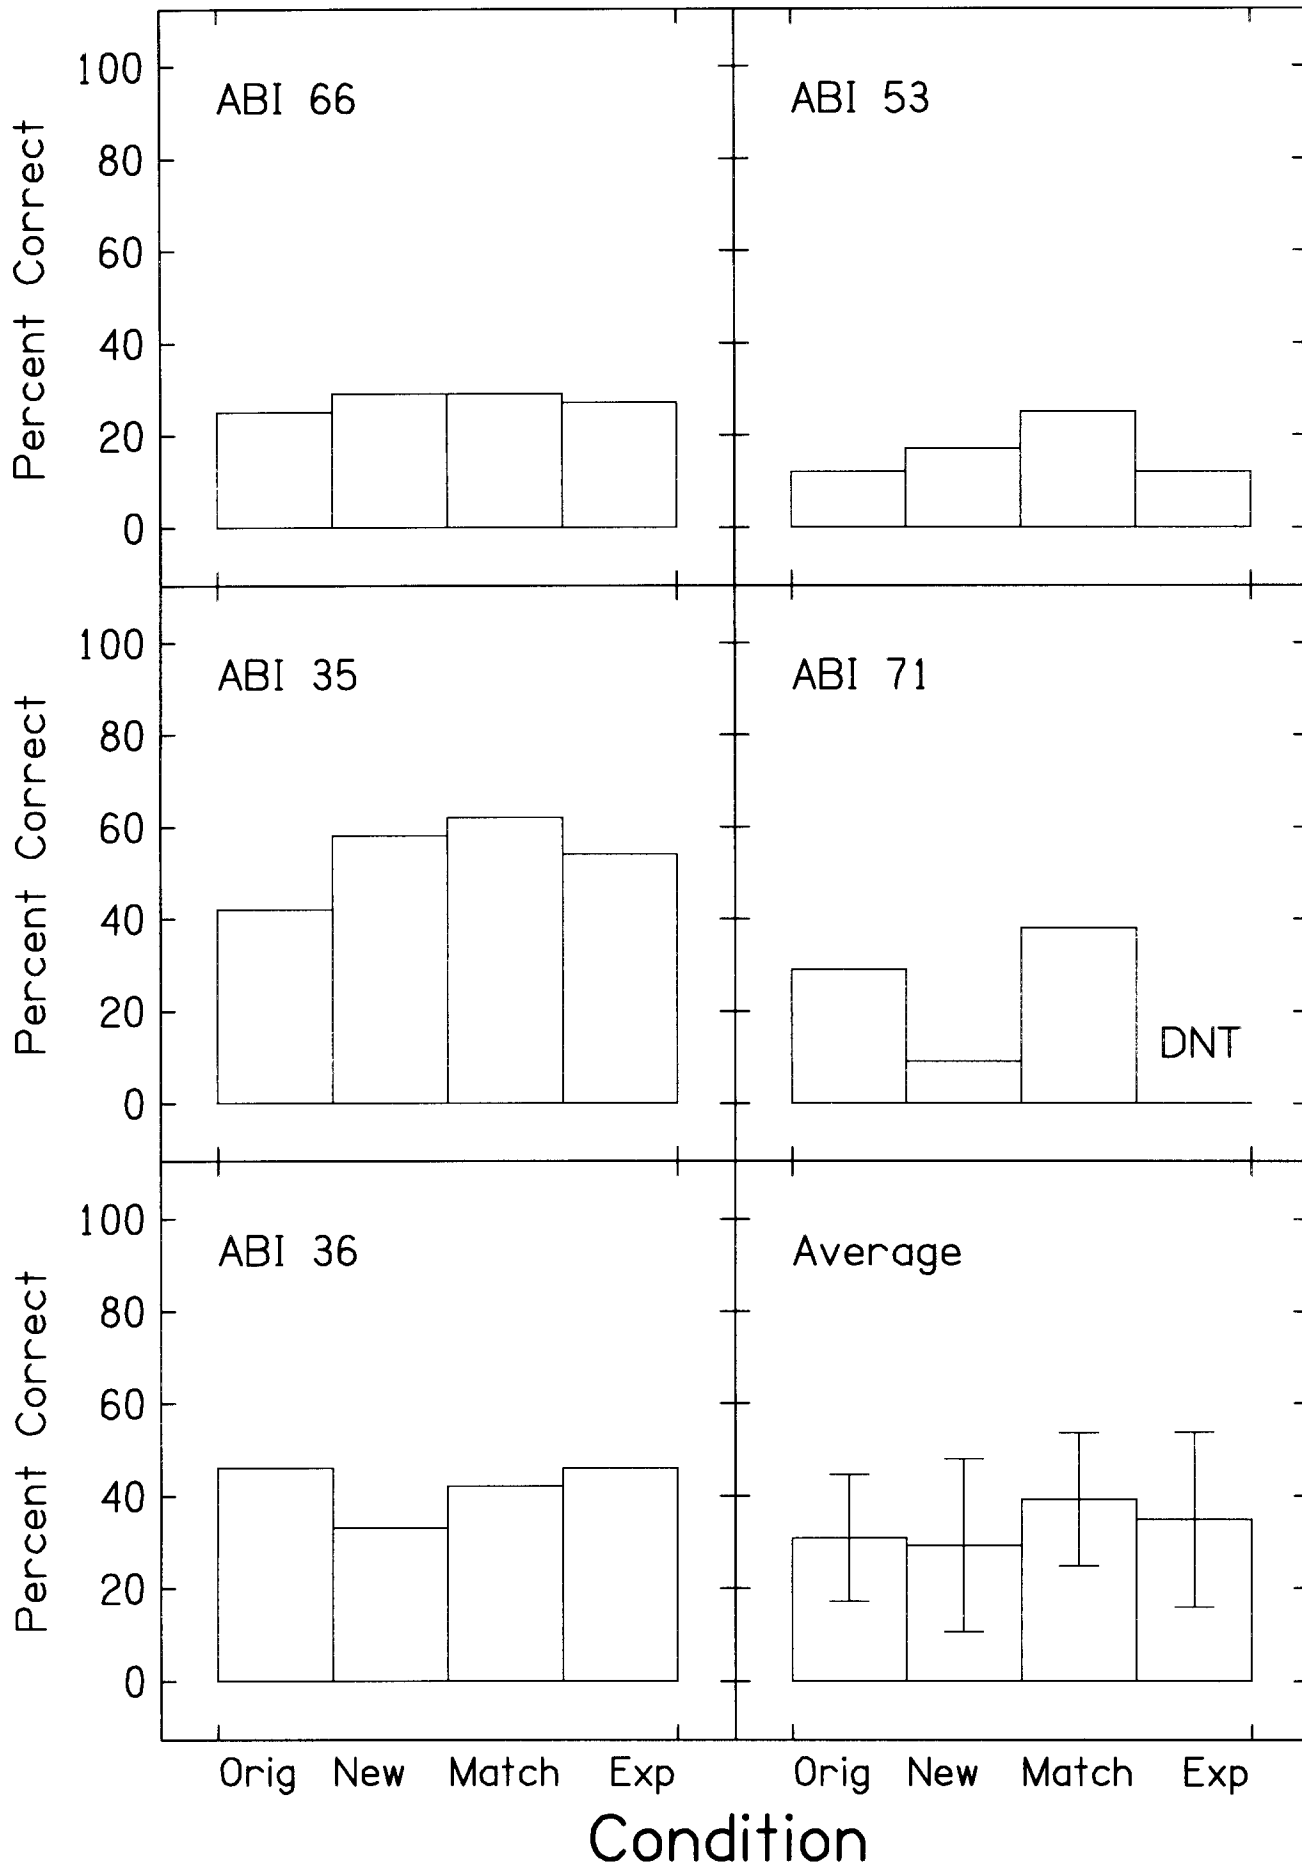 ABI 66
ABI 53
Percent Correct
100
80
60
40
20
0
ABI 35
ABI 71
DNT
Percent Correct
100
80
60
40
20
0
ABI 36
Average
Percent Correct
100
80
60
40
20
0
Orig New Match Exp
Orig New Match Exp
Condition